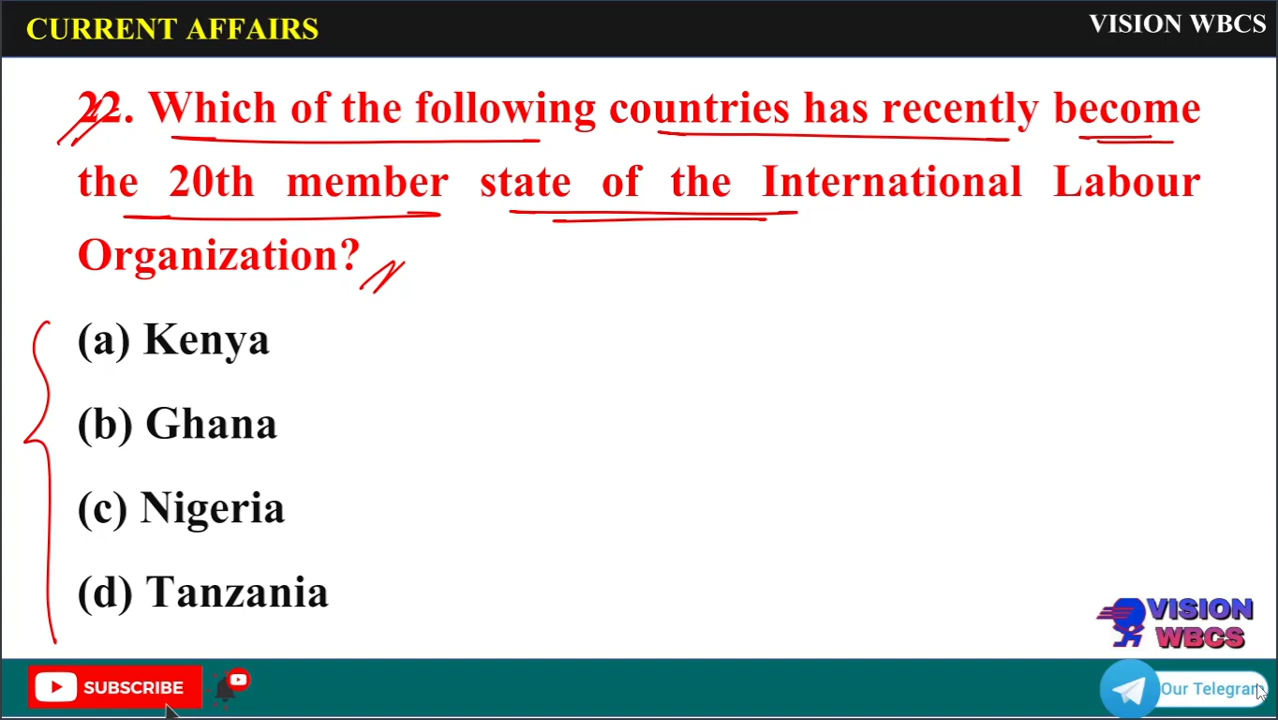 CURRENT AFFAIRS
VISION WBCS
22. Which of the following countries has recently become
the 20th member state of the International Labour
Organization?
(a) Kenya
(b) Ghana
(c) Nigeria
(d) Tanzania
VISION
WBCS
SUBSCRIBE
Our Telegram